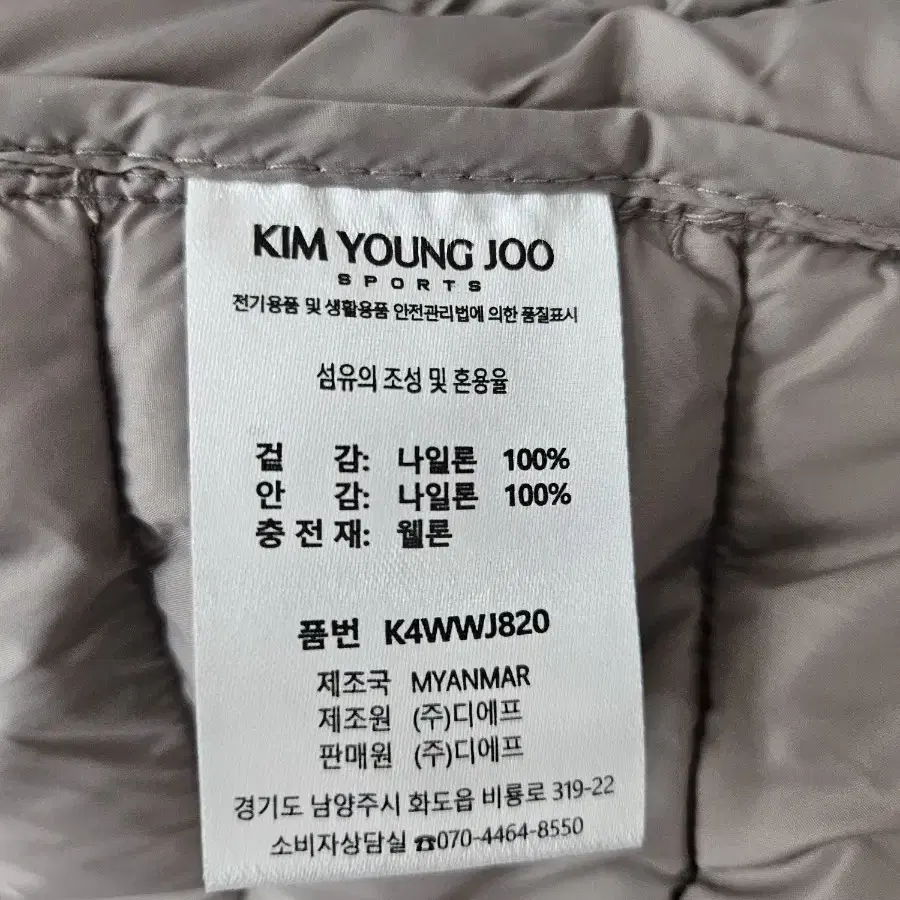 KIM YOUNG JOO
SPORTS
전기용품 및 생활용품 안전관리법에 의한 품질표시
섬유의 조성 및 혼용율
겉 감: 나일론 100%
안 감: 나일론 100%
충 전 재: 웰론
품번 K4WWJ820
제조국 MYANMAR
제조원 (주)디에프
판매원 (주)디에프
경기도 남양주시 화도읍 비룡로 319-22
소비자상담실 ☎070-4464-8550